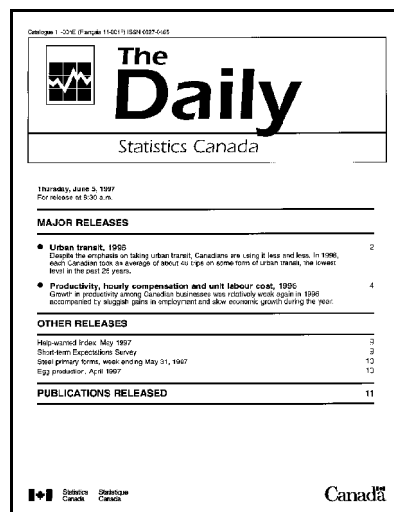 Catalogue 11-001E (Français 11-001F) ISSN 0827-0465
The
Daily
Statistics Canada
Thursday, June 5, 1997
For release at 8:30 a.m.
MAJOR RELEASES
● Urban transit, 1996 2
Despite the emphasis on taking urban transit, Canadians are using it less and less. In 1996,
each Canadian took an average of about 48 trips on some form of urban transit, the lowest
level in the past 25 years.
● Productivity, hourly compensation and unit labour cost, 1996 4
Growth in productivity among Canadian businesses was relatively weak again in 1996
accompanied by sluggish gains in employment and slow economic growth during the year.
OTHER RELEASES
Help-wanted Index, May 1997 9
Short-term Expectations Survey 9
Steel primary forms, week ending May 31, 1997 10
Egg production, April 1997 10
PUBLICATIONS RELEASED 11
Statistics Statistique
Canada Canada
Canada